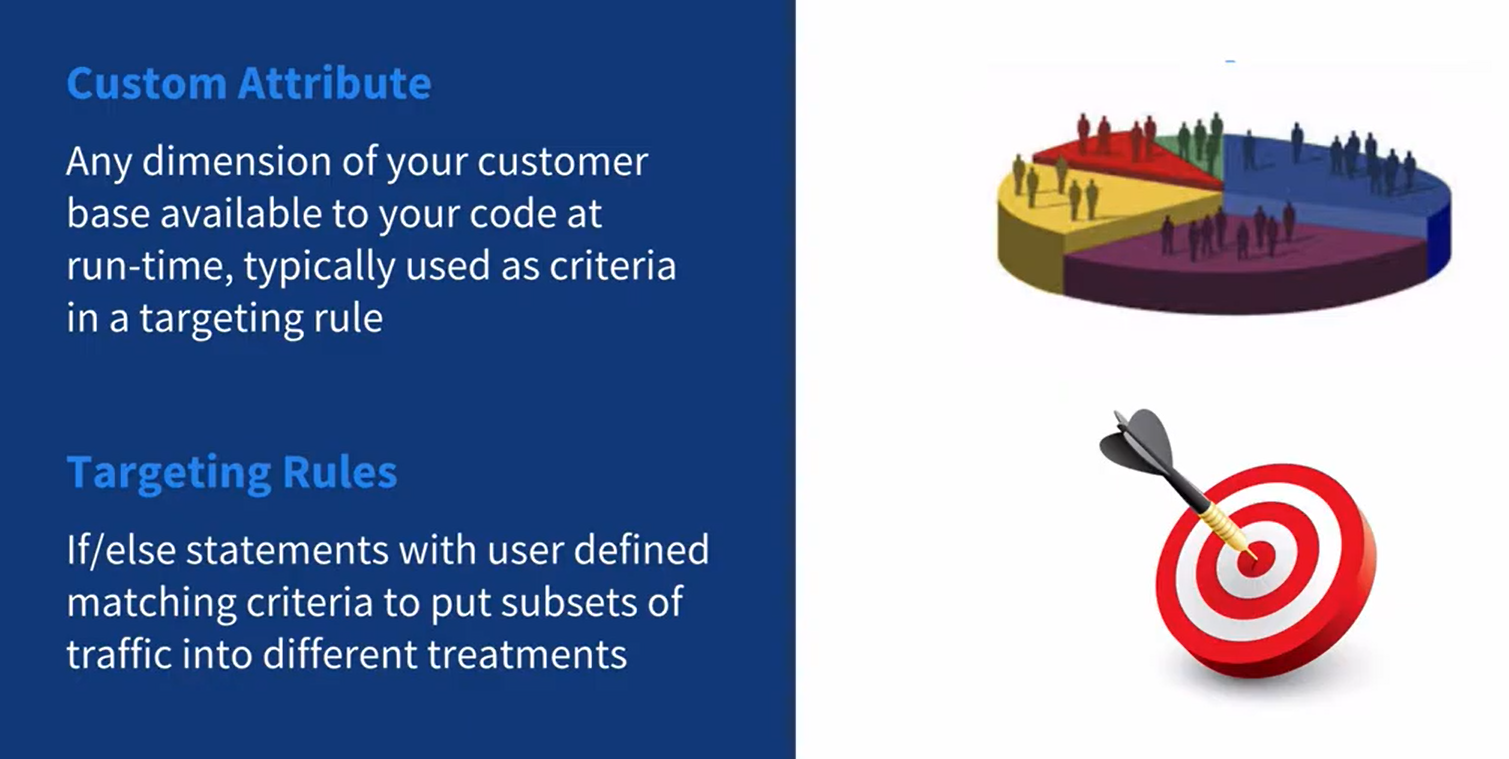 Custom Attribute
Any dimension of your customer
base available to your code at
run-time, typically used as criteria
in a targeting rule
Targeting Rules
If/else statements with user defined
matching criteria to put subsets of
traffic into different treatments